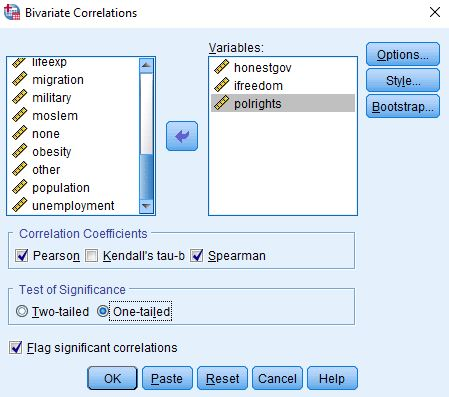 Bivariate Correlations
Variables:
lifeexp
migration
military
moslem
none
obesity
other
population
unemployment
honestgov
ifreedom
polrights
Options...
Style...
Bootstrap...
Correlation Coefficients
Pearson Kendall's tau-b Spearman
Test of Significance
Two-tailed One-tailed
Flag significant correlations
OK Paste Reset Cancel Help